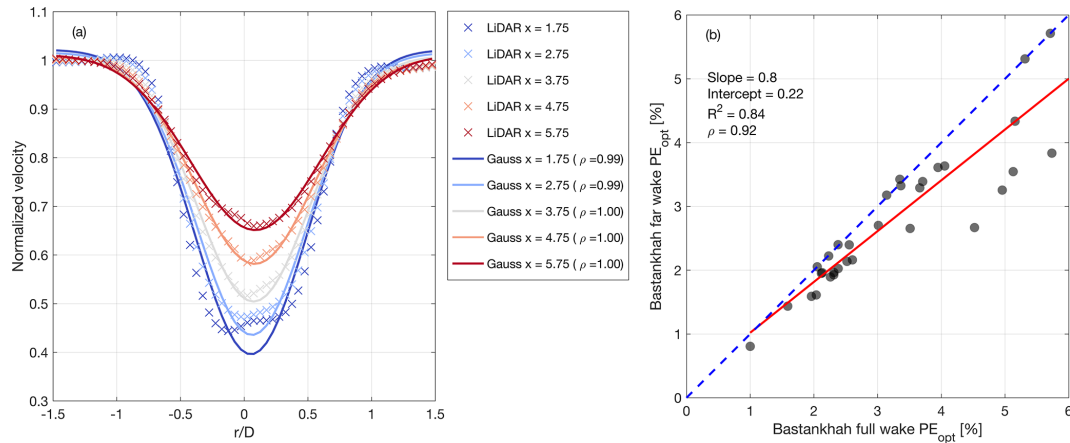 (a)
1.1
1
0.9
0.8
0.7
0.6
0.5
0.4
0.3
Normalized velocity
-1.5 -1 -0.5 0 0.5 1 1.5
r/D
LiDAR x = 1.75
LiDAR x = 2.75
LiDAR x = 3.75
LiDAR x = 4.75
LiDAR x = 5.75
Gauss x = 1.75 ( ρ =0.99)
Gauss x = 2.75 ( ρ =0.99)
Gauss x = 3.75 ( ρ =1.00)
Gauss x = 4.75 ( ρ =1.00)
Gauss x = 5.75 ( ρ =1.00)
(b)
6
5
4
3
2
1
0
Bastankhah far wake PE_opt [%]
Slope = 0.8
Intercept = 0.22
R² = 0.84
ρ = 0.92
0 1 2 3 4 5 6
Bastankhah full wake PE_opt [%]